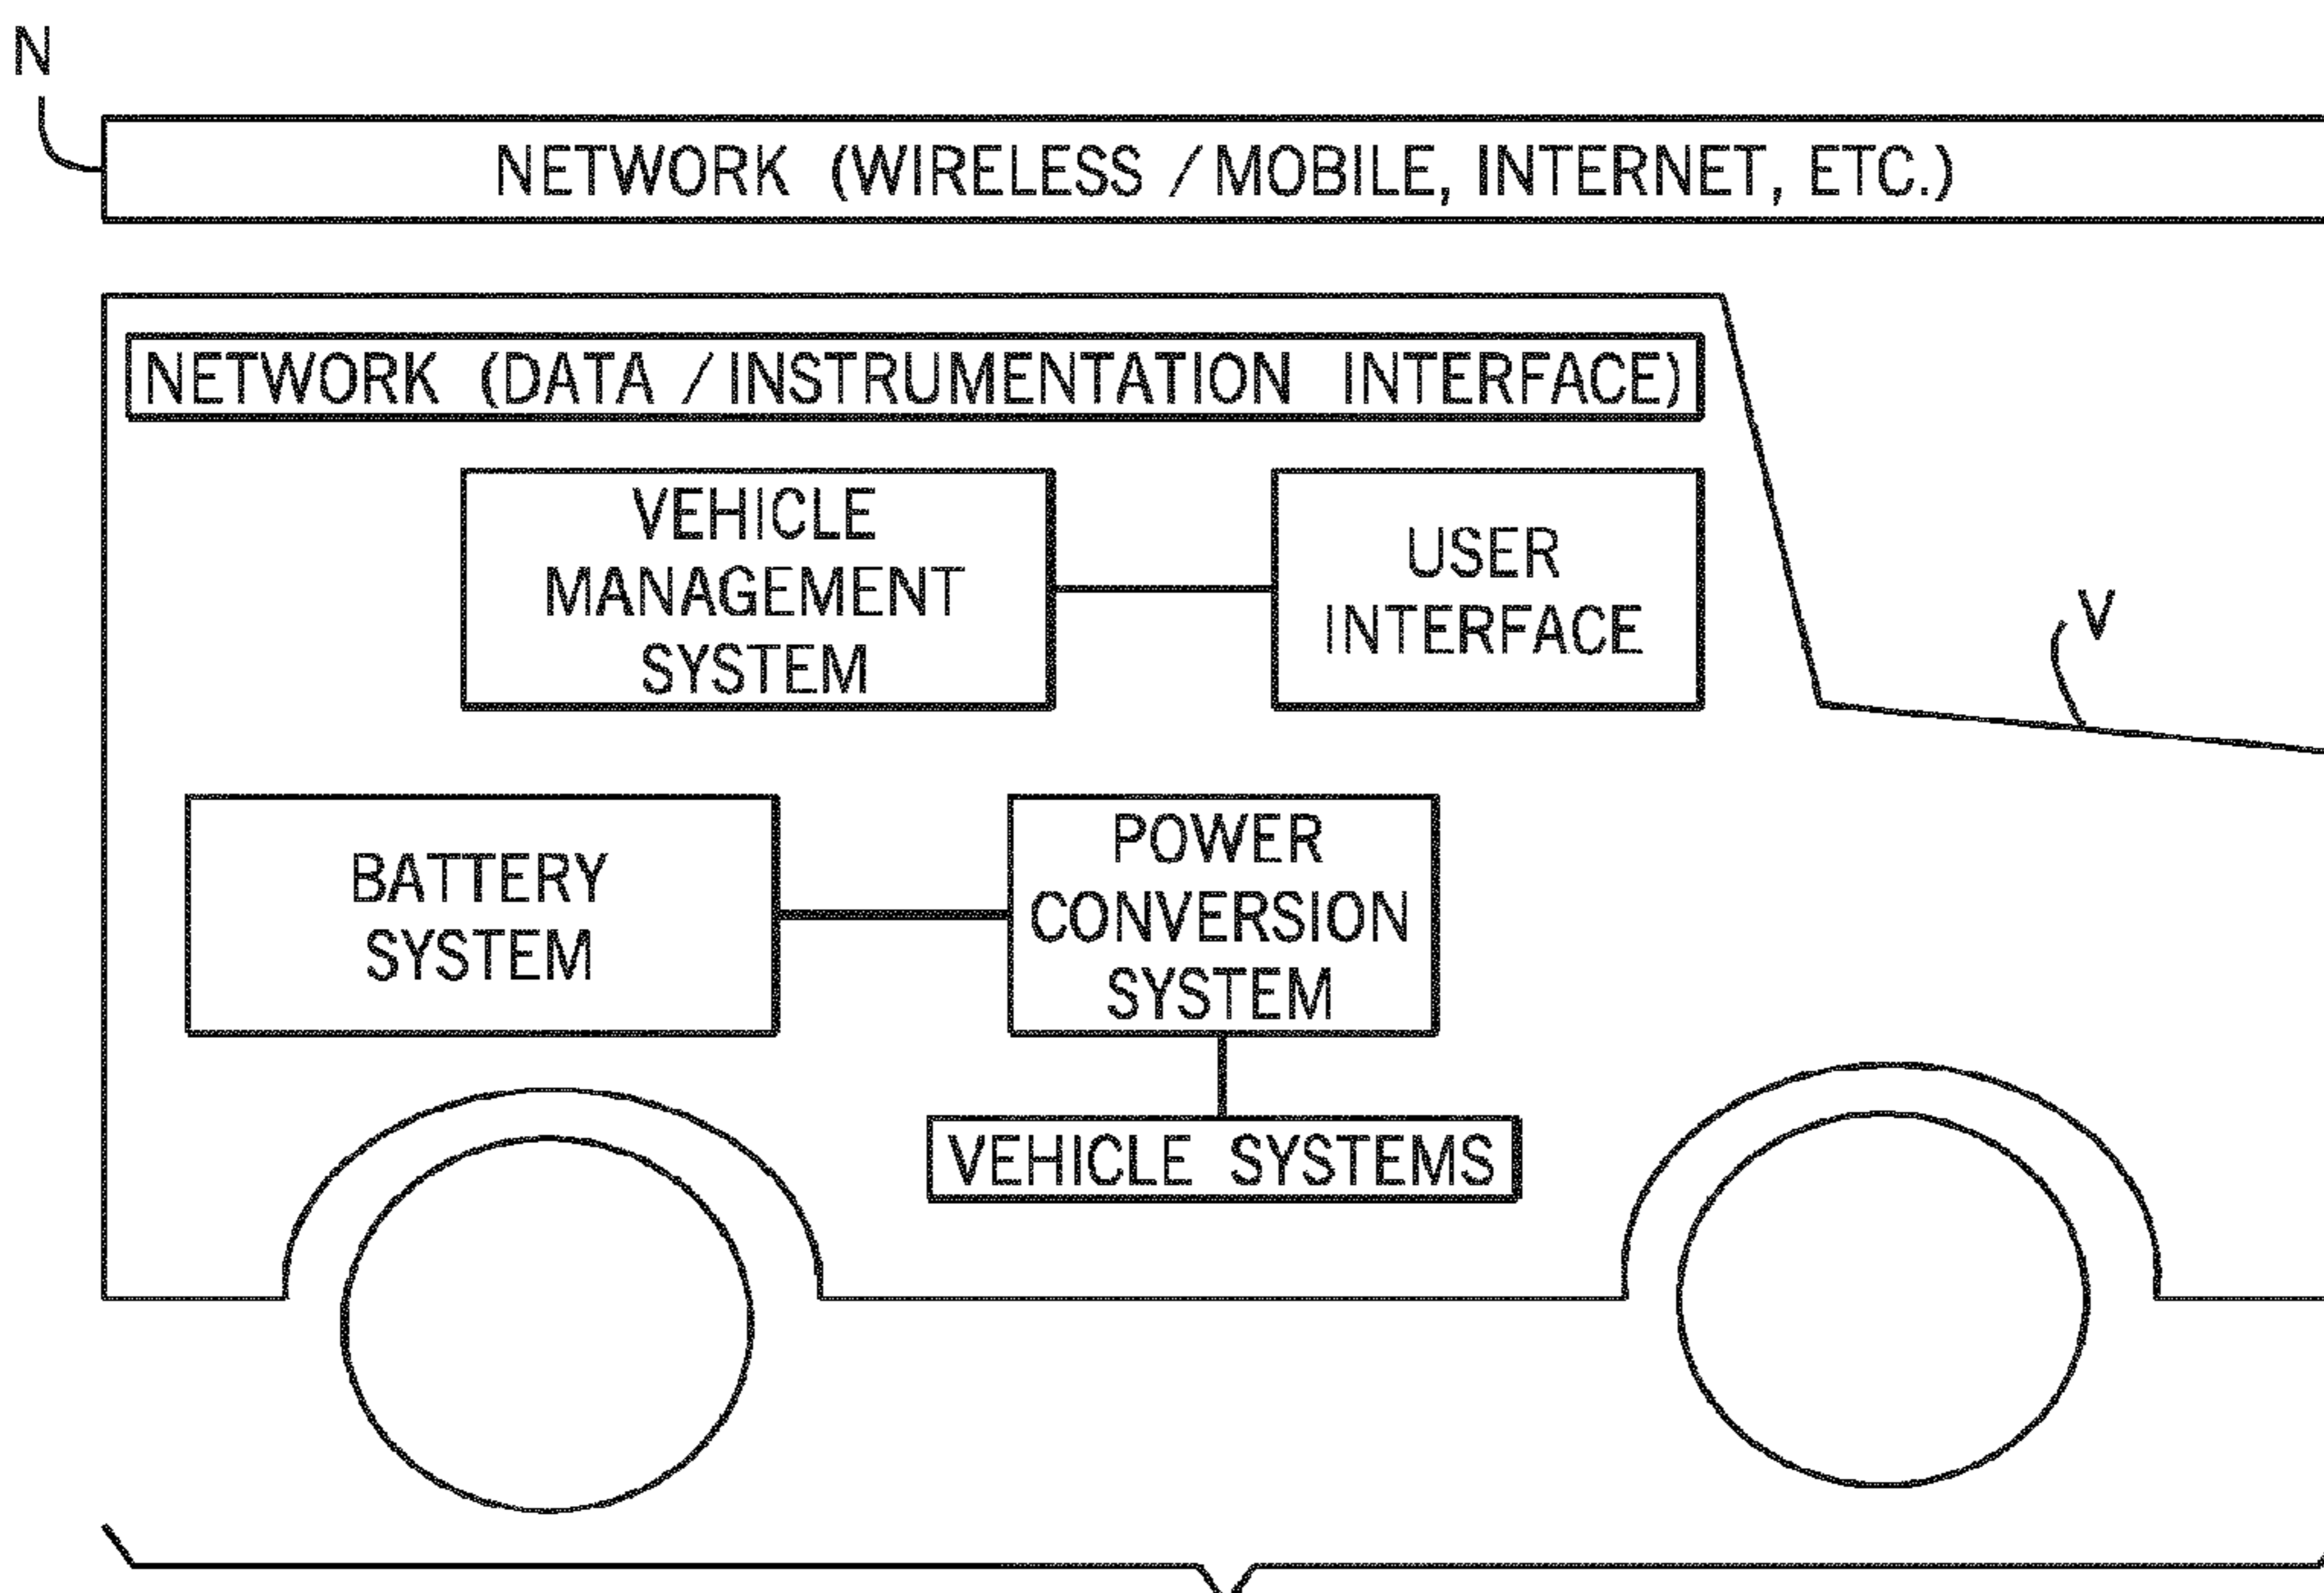 N
NETWORK (WIRELESS / MOBILE, INTERNET, ETC.)
NETWORK (DATA / INSTRUMENTATION INTERFACE)
VEHICLE
MANAGEMENT
SYSTEM
USER
INTERFACE
V
BATTERY
SYSTEM
POWER
CONVERSION
SYSTEM
VEHICLE SYSTEMS